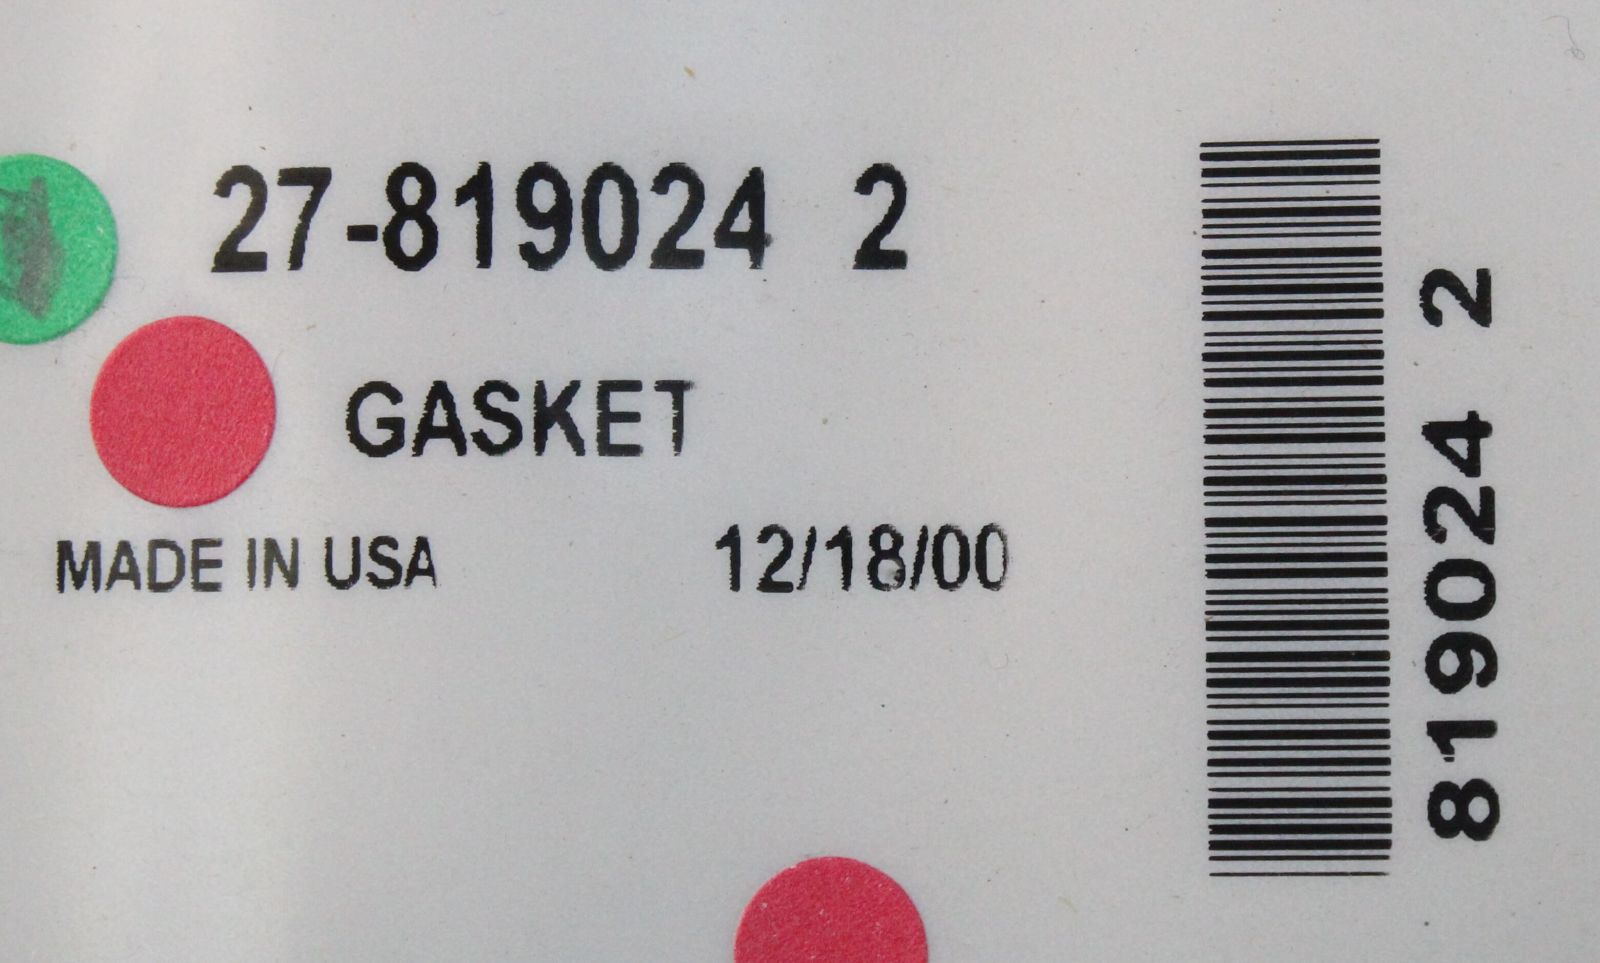 27-819024 2
GASKET
MADE IN USA 12/18/00
819024 2